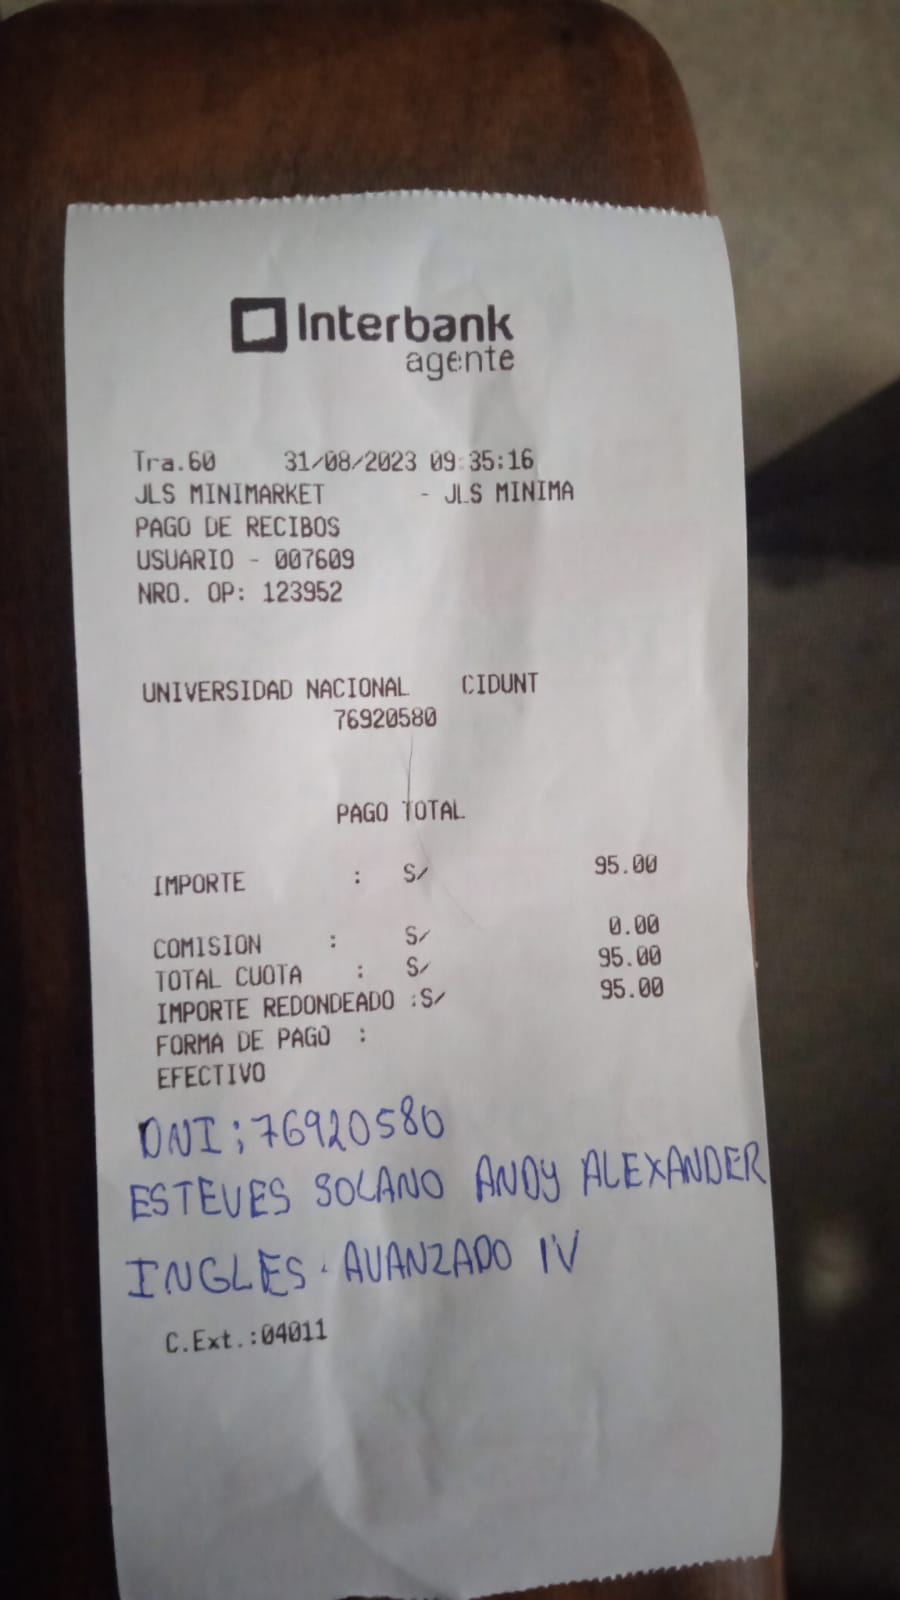 Interbank
agente
Tra.60 31/08/2023 09:35:16
JLS MINIMARKET - JLS MINIMA
PAGO DE RECIBOS
USUARIO - 007609
NRO. OP: 123952
UNIVERSIDAD NACIONAL CIDUNT
76920580
PAGO TOTAL
IMPORTE : S/ 95.00
COMISION : S/ 0.00
TOTAL CUOTA : S/ 95.00
IMPORTE REDONDEADO :S/ 95.00
FORMA DE PAGO :
EFECTIVO
DNI: 76920580
ESTEVES SOLANO ANDY ALEXANDER
INGLES. AVANZADO IV
C.Ext.:04011